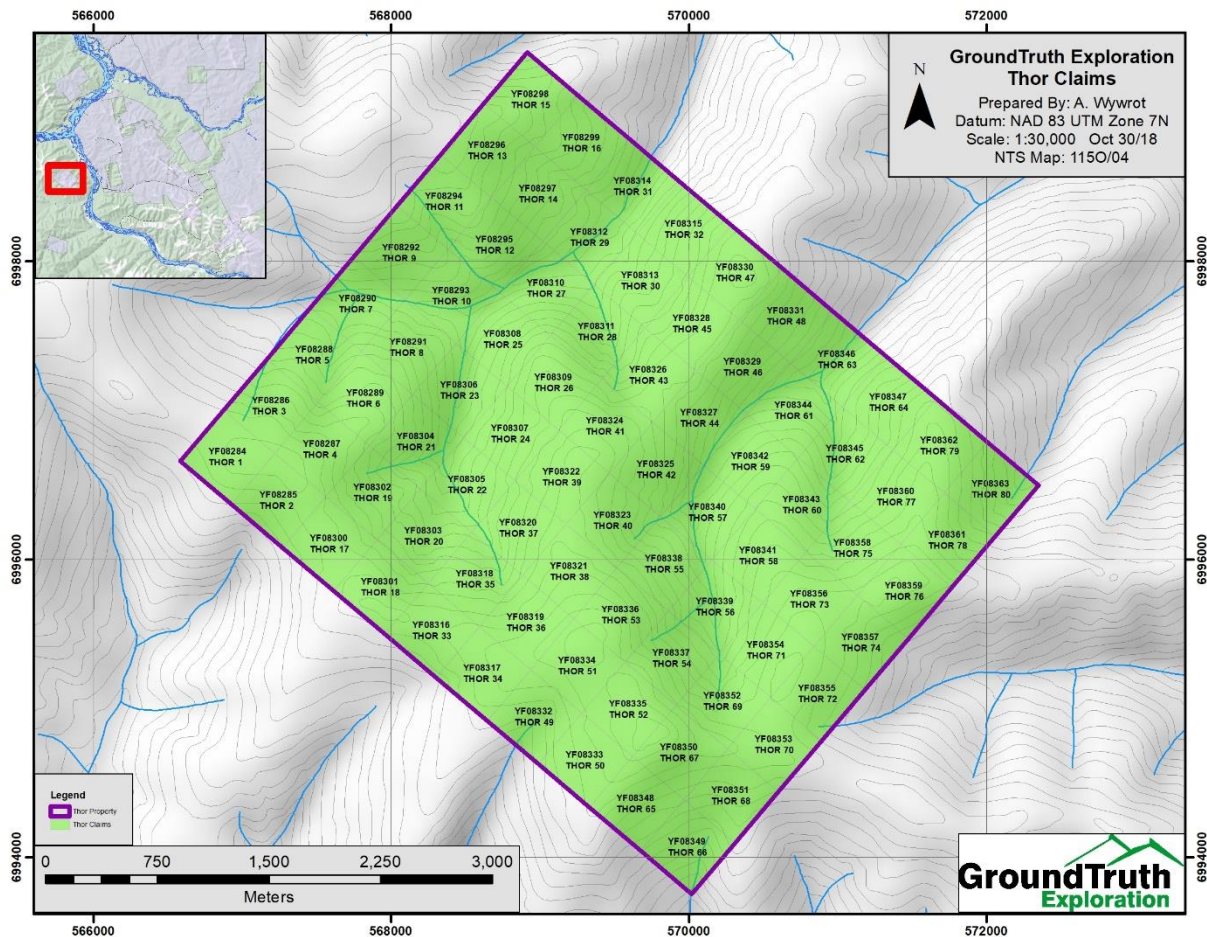 566000
568000
570000
572000
N
GroundTruth Exploration
Thor Claims
Prepared By: A. Wywrot
Datum: NAD 83 UTM Zone 7N
Scale: 1:30,000 Oct 30/18
NTS Map: 115O/04
6998000
6998000
6996000
6996000
6994000
6994000
YF08298
THOR 15
YF08299
THOR 16
YF08296
THOR 13
YF08297
THOR 14
YF08314
THOR 31
YF08294
THOR 11
YF08295
THOR 12
YF08312
THOR 29
YF08315
THOR 32
YF08292
THOR 9
YF08293
THOR 10
YF08310
THOR 27
YF08313
THOR 30
YF08330
THOR 47
YF08290
THOR 7
YF08291
THOR 8
YF08308
THOR 25
YF08311
THOR 28
YF08328
THOR 45
YF08331
THOR 48
YF08288
THOR 5
YF08289
THOR 6
YF08306
THOR 23
YF08309
THOR 26
YF08326
THOR 43
YF08329
THOR 46
YF08346
THOR 63
YF08286
THOR 3
YF08287
THOR 4
YF08304
THOR 21
YF08307
THOR 24
YF08324
THOR 41
YF08327
THOR 44
YF08344
THOR 61
YF08347
THOR 64
YF08284
THOR 1
YF08285
THOR 2
YF08302
THOR 19
YF08305
THOR 22
YF08322
THOR 39
YF08325
THOR 42
YF08342
THOR 59
YF08345
THOR 62
YF08362
THOR 79
YF08300
THOR 17
YF08303
THOR 20
YF08320
THOR 37
YF08323
THOR 40
YF08340
THOR 57
YF08343
THOR 60
YF08360
THOR 77
YF08363
THOR 80
YF08301
THOR 18
YF08318
THOR 35
YF08321
THOR 38
YF08338
THOR 55
YF08341
THOR 58
YF08358
THOR 75
YF08361
THOR 78
YF08316
THOR 33
YF08319
THOR 36
YF08336
THOR 53
YF08339
THOR 56
YF08356
THOR 73
YF08359
THOR 76
YF08317
THOR 34
YF08334
THOR 51
YF08337
THOR 54
YF08354
THOR 71
YF08357
THOR 74
YF08332
THOR 49
YF08335
THOR 52
YF08352
THOR 69
YF08355
THOR 72
YF08333
THOR 50
YF08350
THOR 67
YF08353
THOR 70
YF08348
THOR 65
YF08351
THOR 68
YF08349
THOR 66
Legend
Thor Property
Thor Claims
0 750 1,500 2,250 3,000
Meters
GroundTruth
Exploration
566000
568000
570000
572000